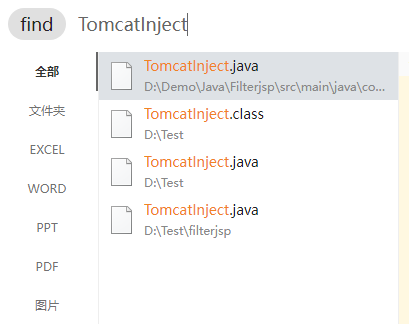 find TomcatInject
全部
文件夹
EXCEL
WORD
PPT
PDF
图片
TomcatInject.java
D:\Demo\Java\Filterjsp\src\main\java\co...
TomcatInject.class
D:\Test
TomcatInject.java
D:\Test
TomcatInject.java
D:\Test\filterjsp